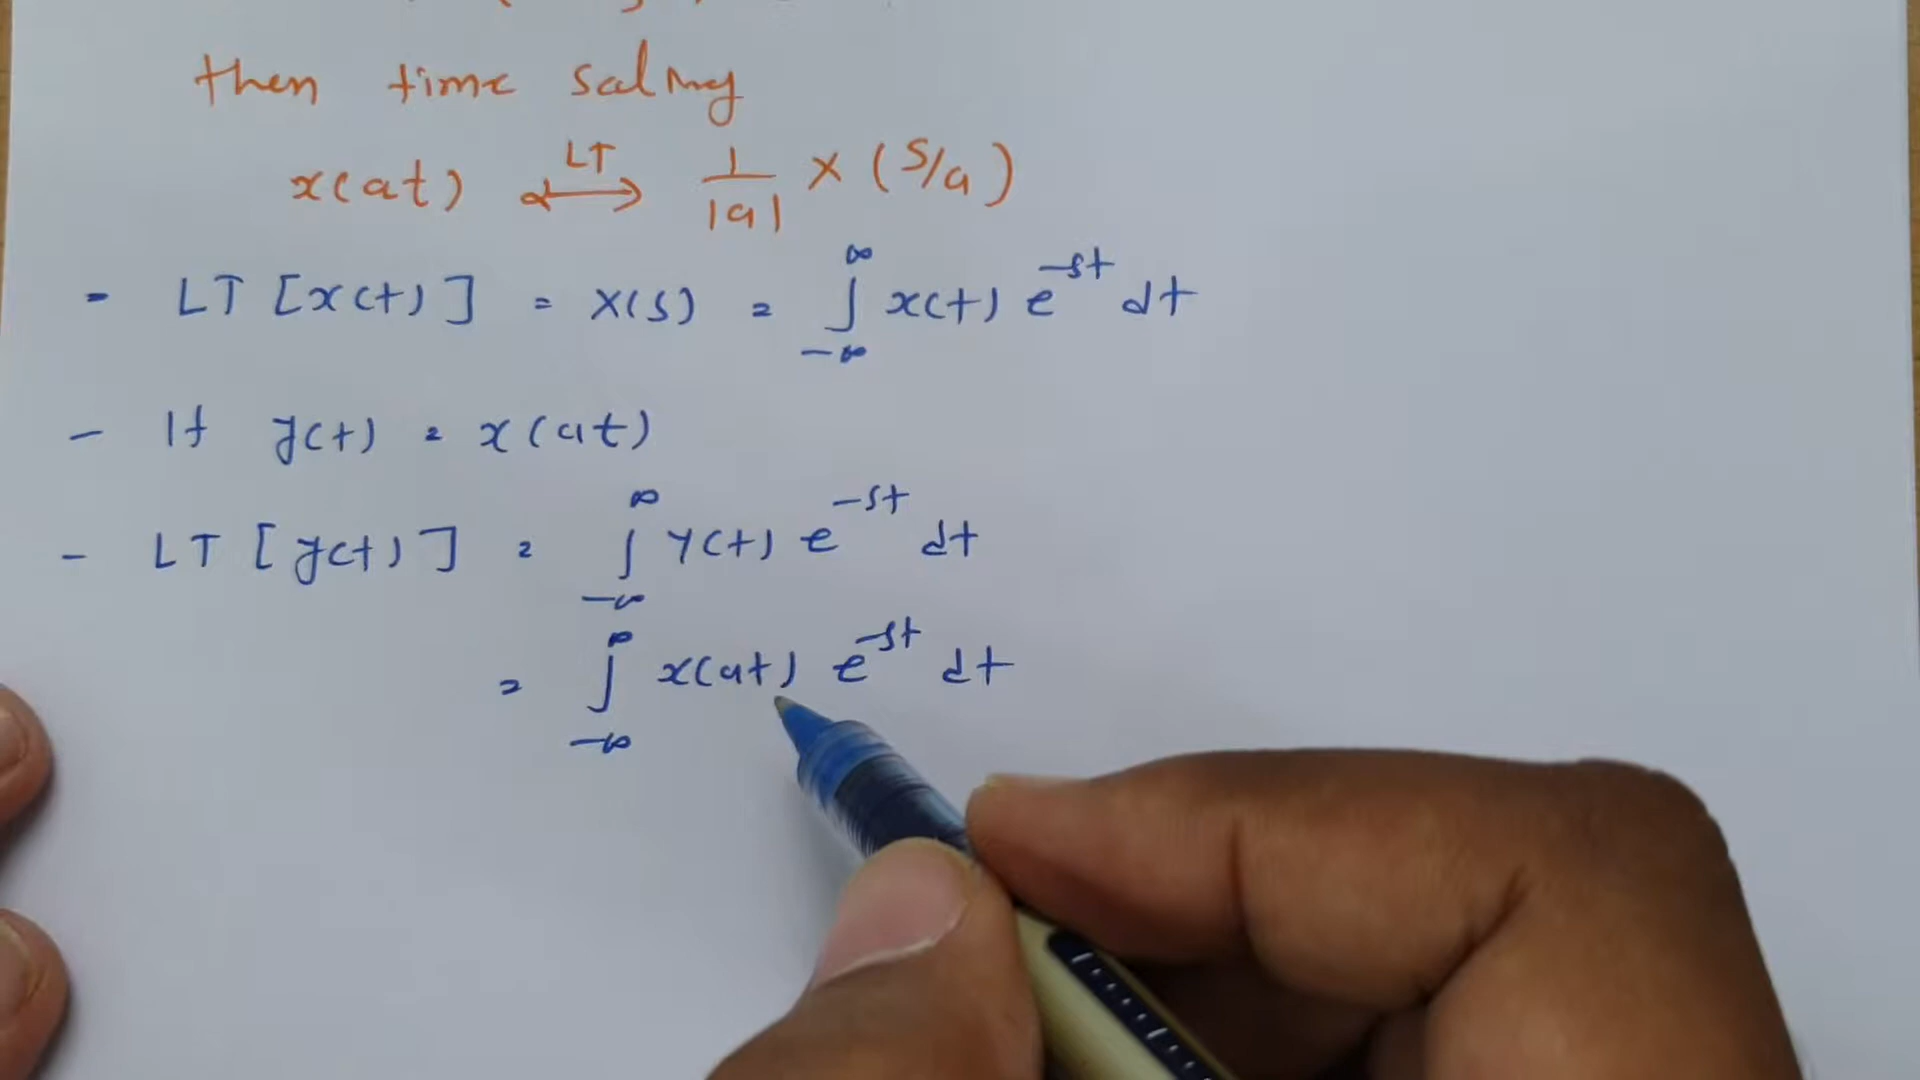 then time scaling
x(at) ⟷ LT 1/|a| X (s/a)
- LT [x(t)] = X(s) = ∫_{-∞}^{∞} x(t) e^{-st} dt
- If y(t) = x(at)
- LT [y(t)] = ∫_{-∞}^{∞} y(t) e^{-st} dt
= ∫_{-∞}^{∞} x(at) e^{-st} dt